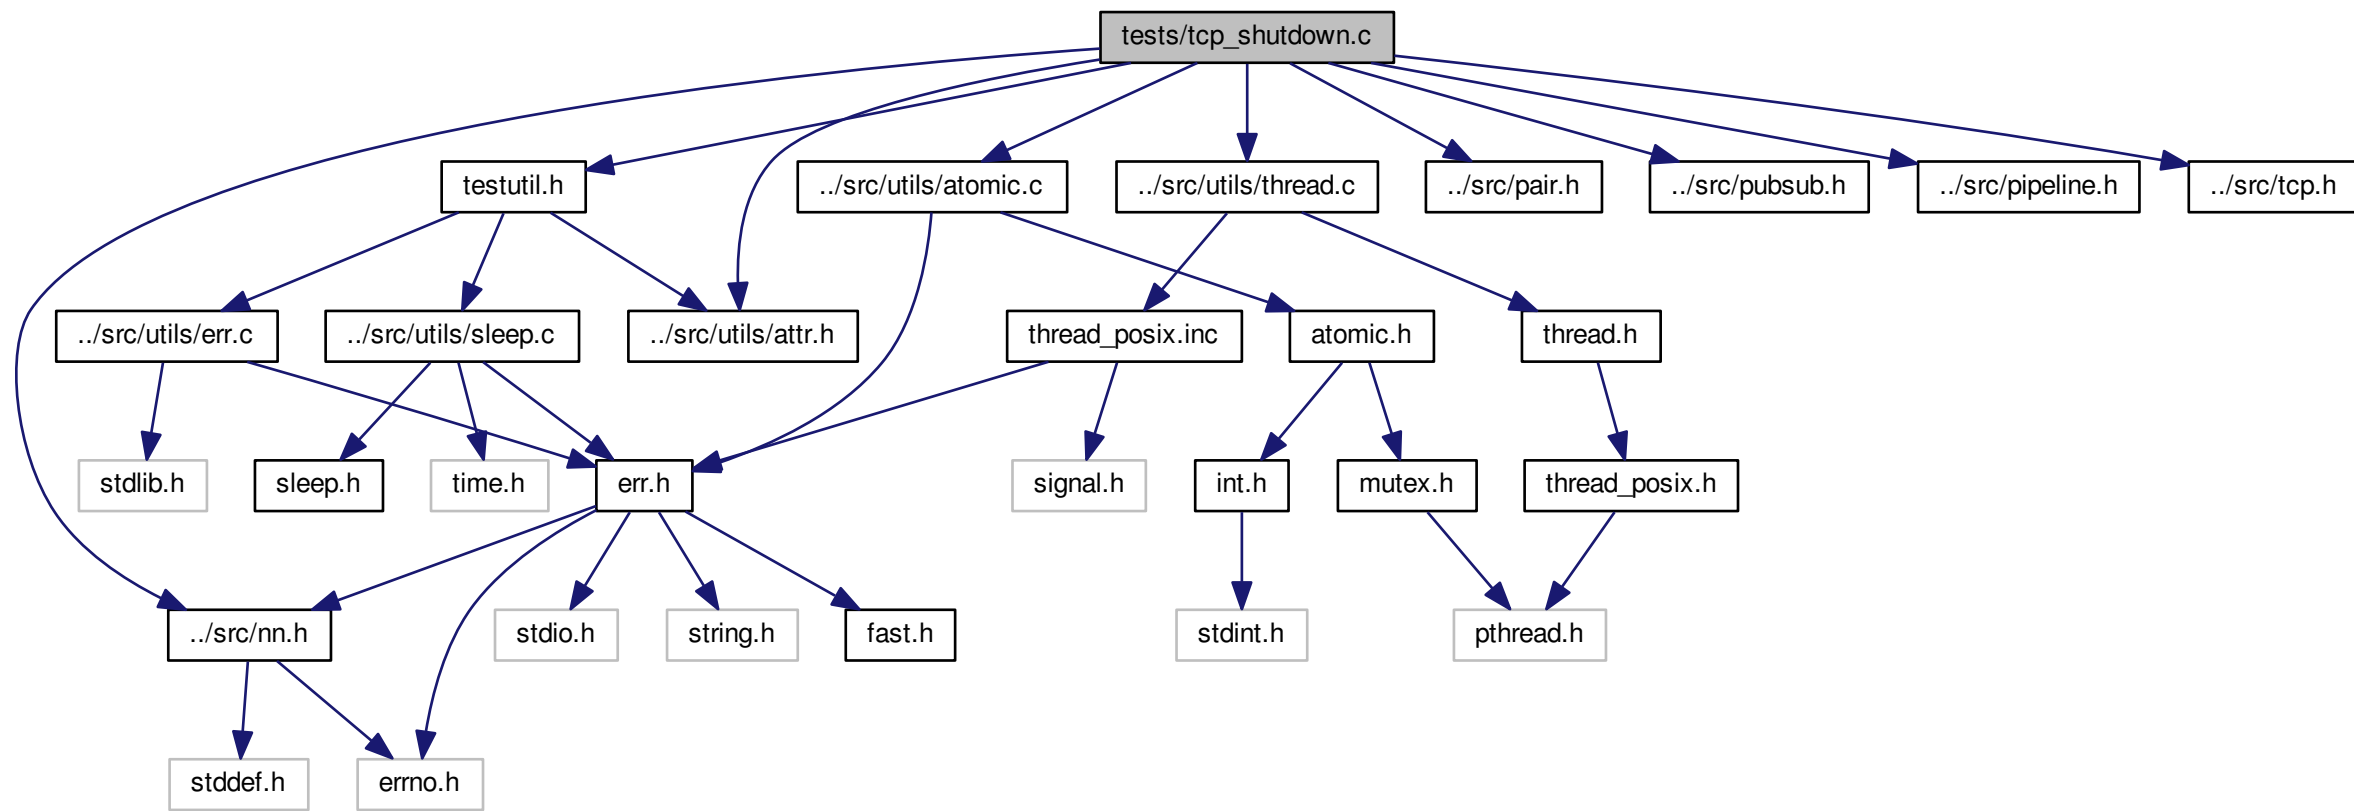 tests/tcp_shutdown.c
testutil.h
../src/utils/atomic.c
../src/utils/thread.c
../src/pair.h
../src/pubsub.h
../src/pipeline.h
../src/tcp.h
../src/utils/err.c
../src/utils/sleep.c
../src/utils/attr.h
thread_posix.inc
atomic.h
thread.h
stdlib.h
sleep.h
time.h
err.h
signal.h
int.h
mutex.h
thread_posix.h
../src/nn.h
stdio.h
string.h
fast.h
stdint.h
pthread.h
stddef.h
errno.h